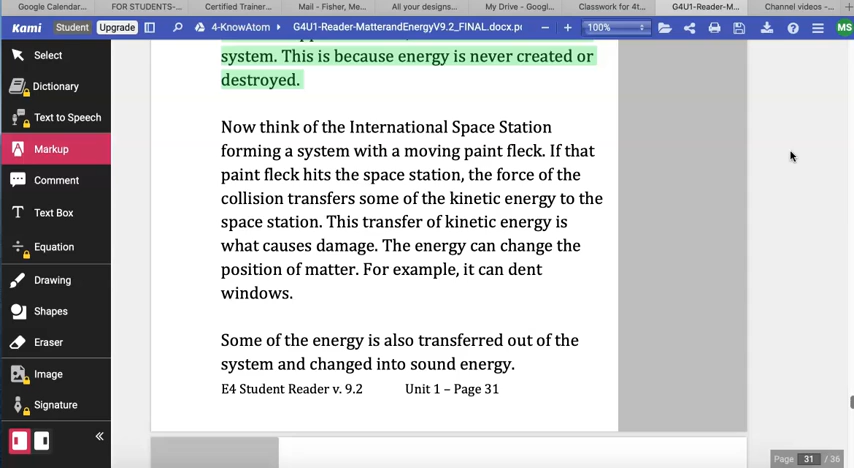 Google Calendar...
FOR STUDENTS-...
Certified Trainer...
Mail - Fisher, Me...
All your designs...
My Drive - Googl...
Classwork for 4t...
G4U1-Reader-M...
Channel videos -...
Kami
Student
Upgrade
4-KnowAtom
G4U1-Reader-MatterandEnergyV9.2_FINAL.docx.p
100%
MS
Select
Dictionary
Text to Speech
Markup
Comment
Text Box
Equation
Drawing
Shapes
Eraser
Image
Signature
system. This is because energy is never created or
destroyed.
Now think of the International Space Station
forming a system with a moving paint fleck. If that
paint fleck hits the space station, the force of the
collision transfers some of the kinetic energy to the
space station. This transfer of kinetic energy is
what causes damage. The energy can change the
position of matter. For example, it can dent
windows.
Some of the energy is also transferred out of the
system and changed into sound energy.
E4 Student Reader v. 9.2 Unit 1 – Page 31
Page 31 / 36